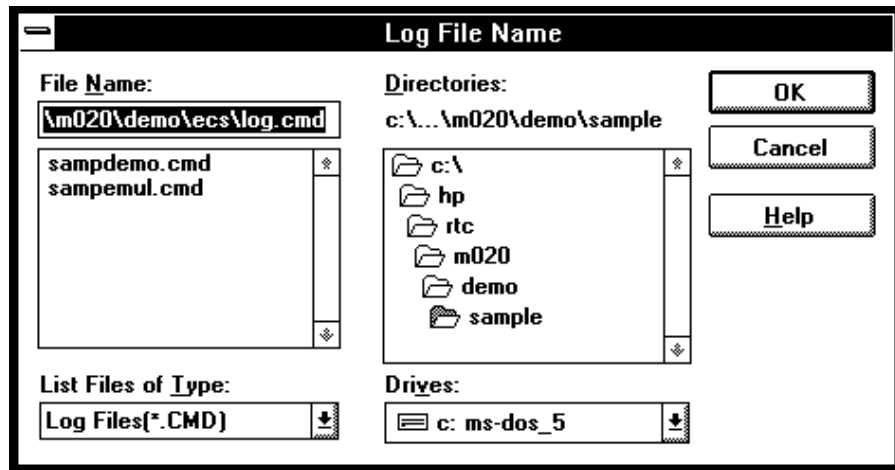 Log File Name
File Name:
\m020\demo\ecs\log.cmd
sampdemo.cmd
sampemul.cmd
List Files of Type:
Log Files(*.CMD)
Directories:
c:\...\m020\demo\sample
c:\
hp
rtc
m020
demo
sample
Drives:
c: ms-dos_5
OK
Cancel
Help